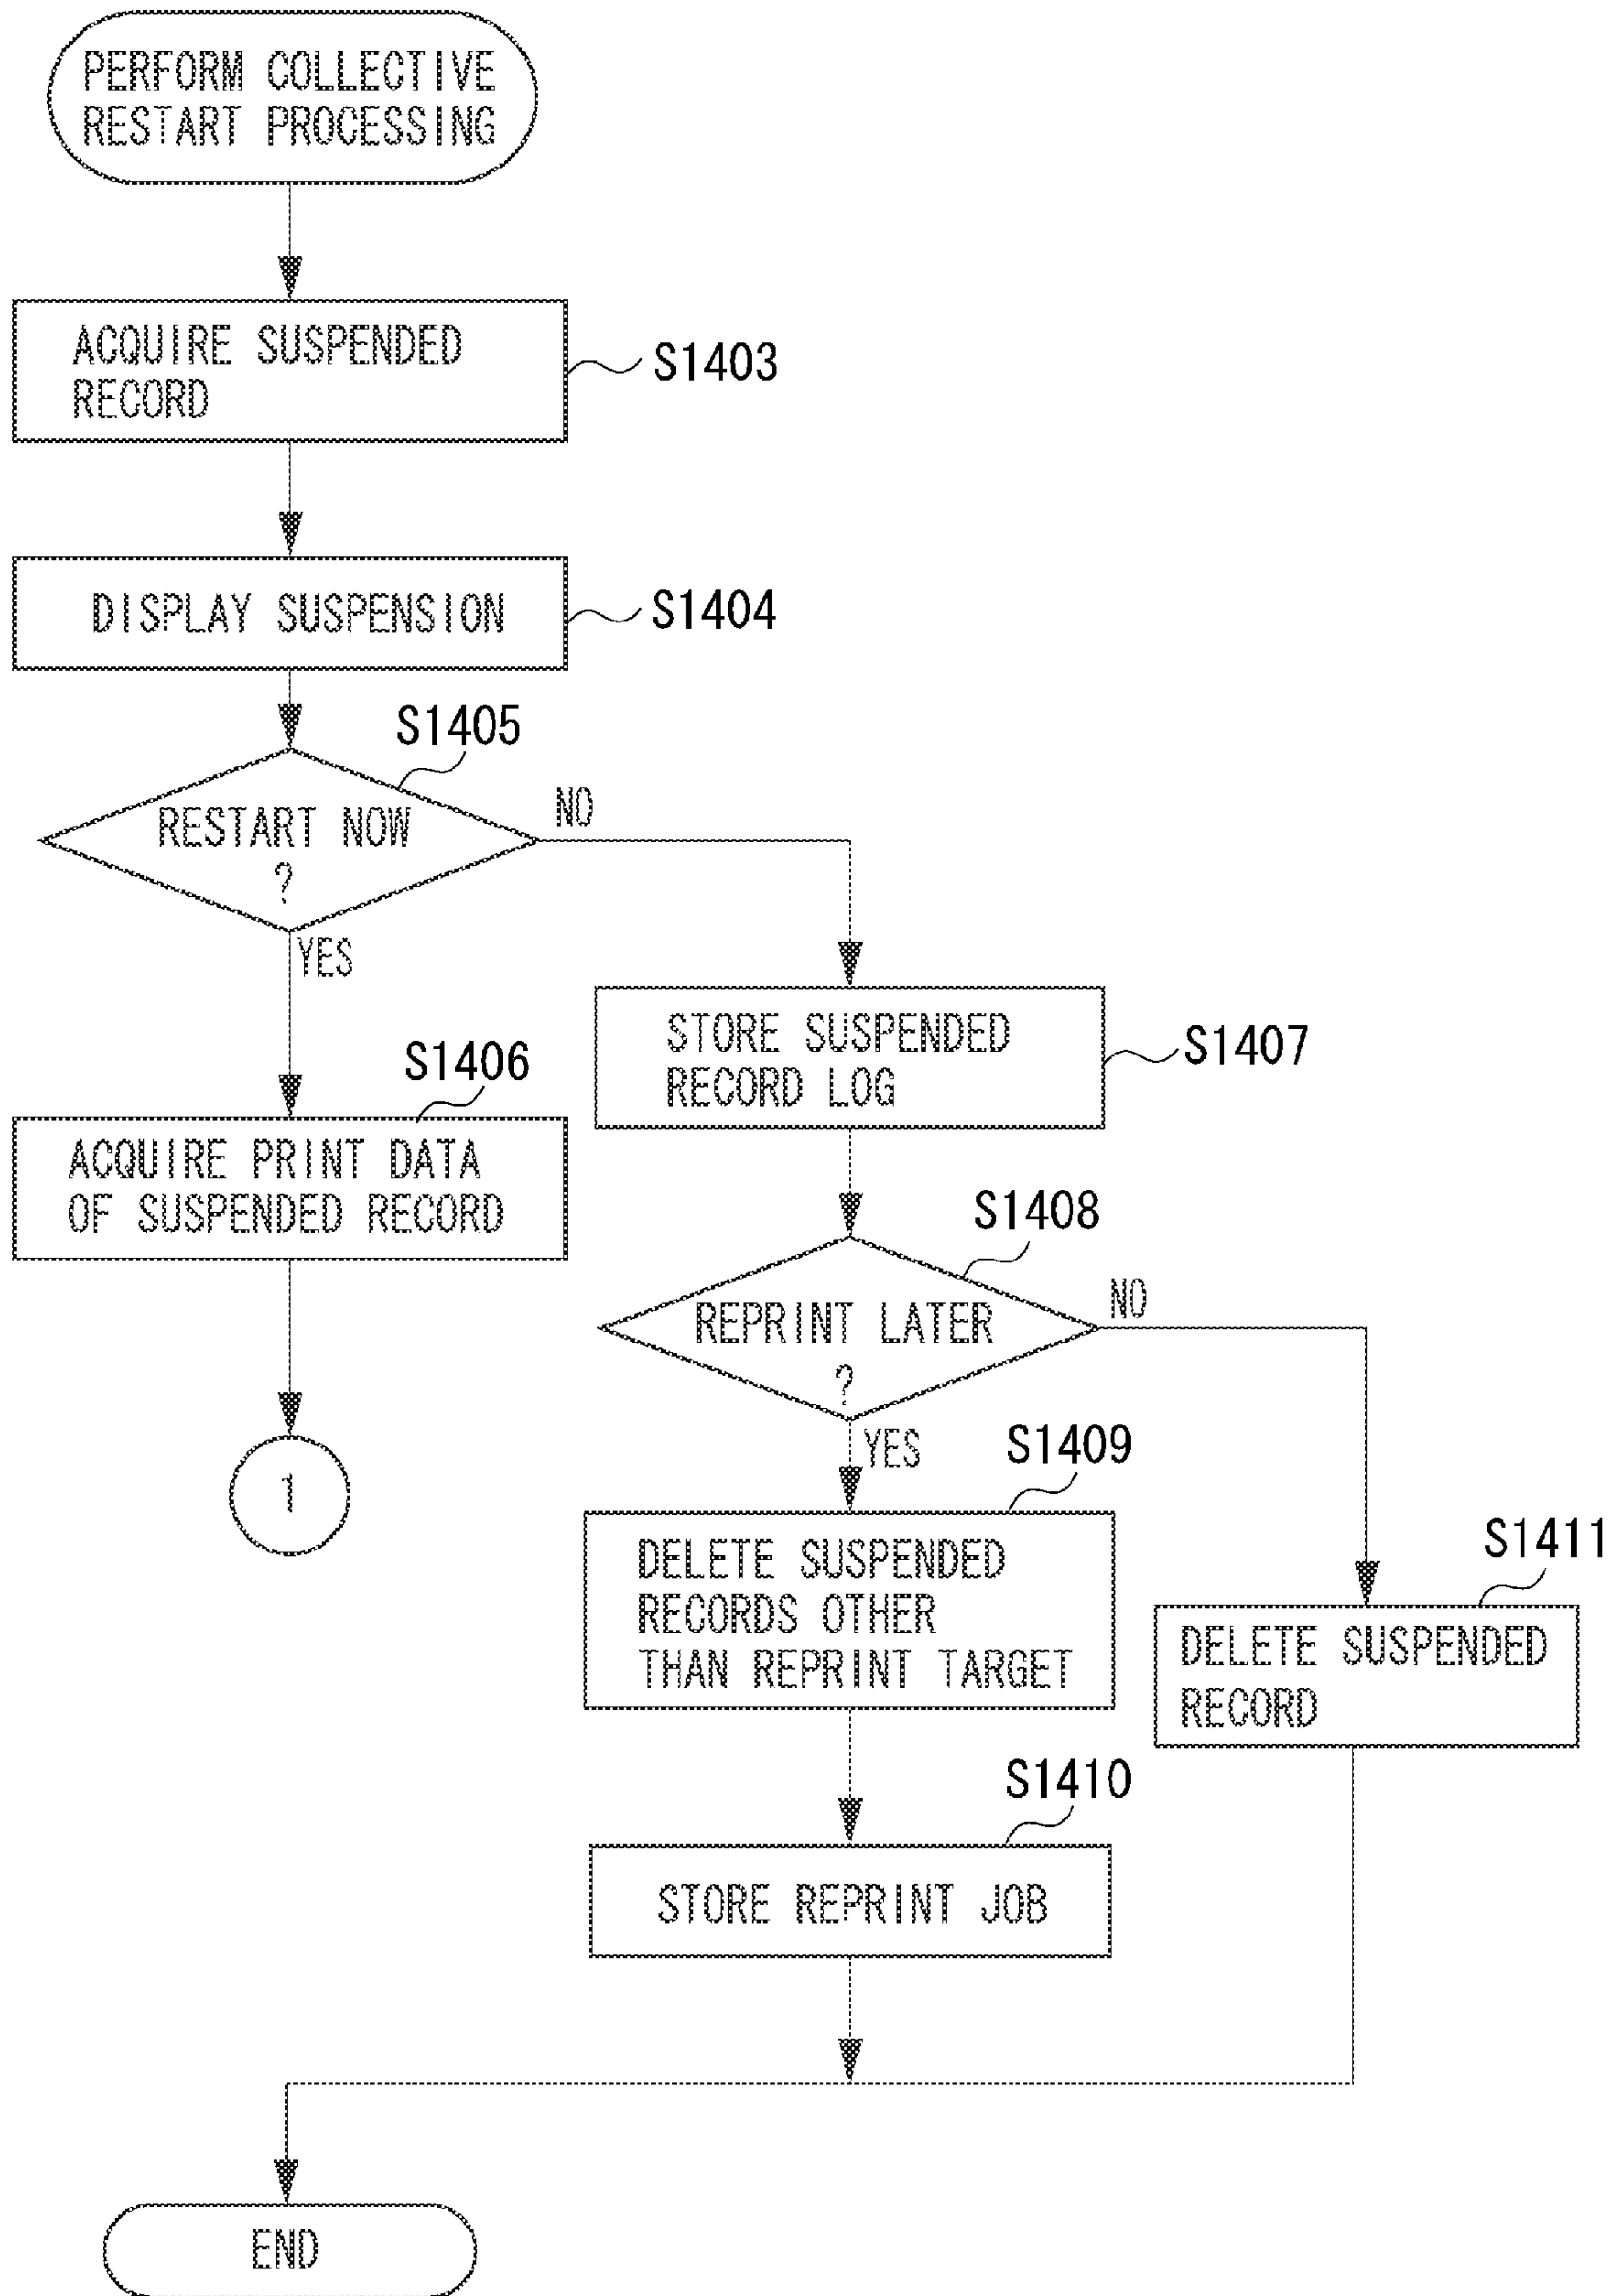 PERFORM COLLECTIVE
RESTART PROCESSING
ACQUIRE SUSPENDED
RECORD
S1403
DISPLAY SUSPENSION
S1404
S1405
RESTART NOW
?
NO
YES
S1406
ACQUIRE PRINT DATA
OF SUSPENDED RECORD
1
STORE SUSPENDED
RECORD LOG
S1407
S1408
REPRINT LATER
?
NO
YES
S1409
DELETE SUSPENDED
RECORDS OTHER
THAN REPRINT TARGET
S1411
DELETE SUSPENDED
RECORD
S1410
STORE REPRINT JOB
END